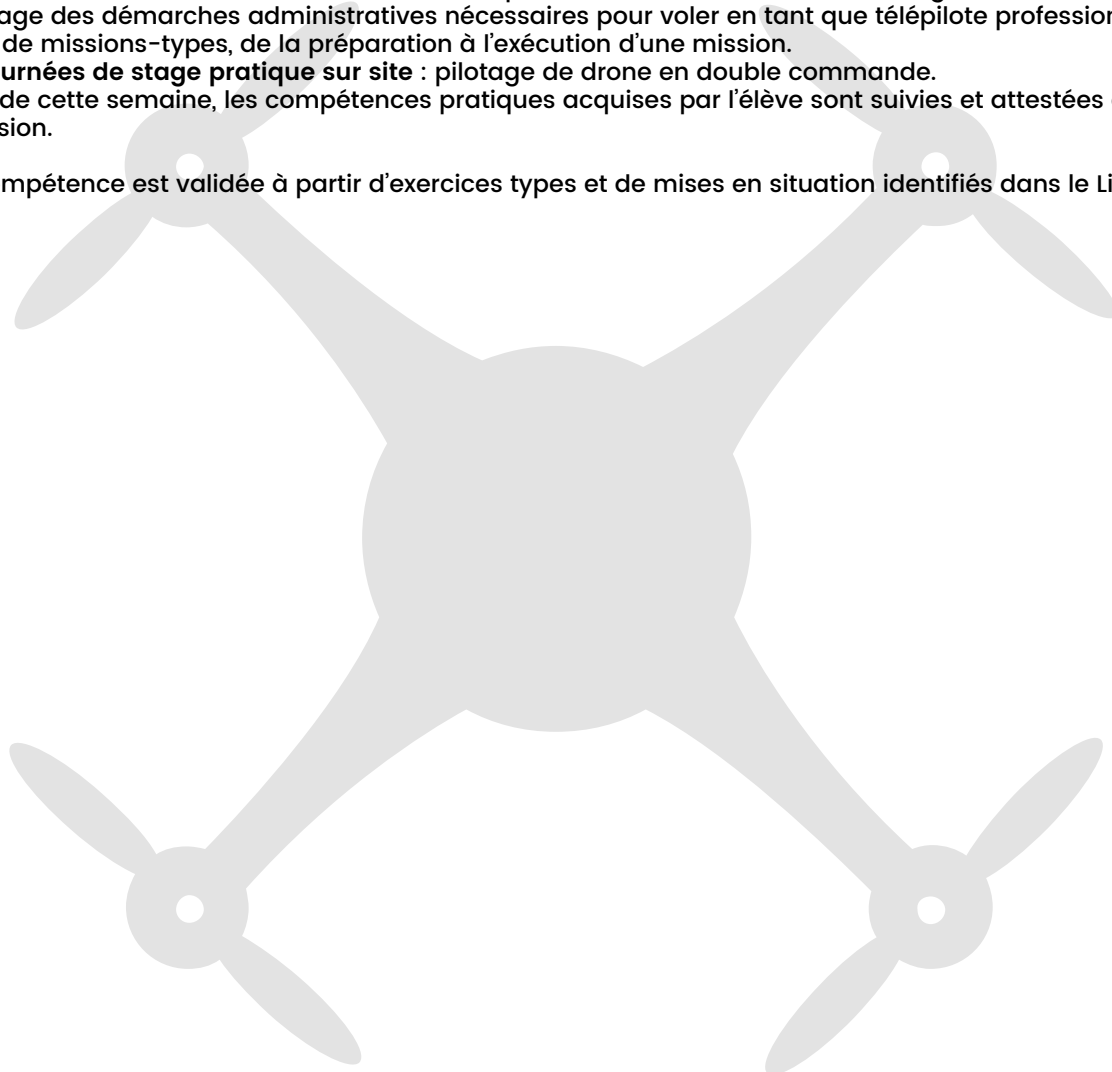 age des démarches administratives nécessaires pour voler en tant que télépilote profession
de missions-types, de la préparation à l'exécution d'une mission.
urnées de stage pratique sur site : pilotage de drone en double commande.
de cette semaine, les compétences pratiques acquises par l'élève sont suivies et attestées
sion.
mpétence est validée à partir d'exercices types et de mises en situation identifiés dans le Li